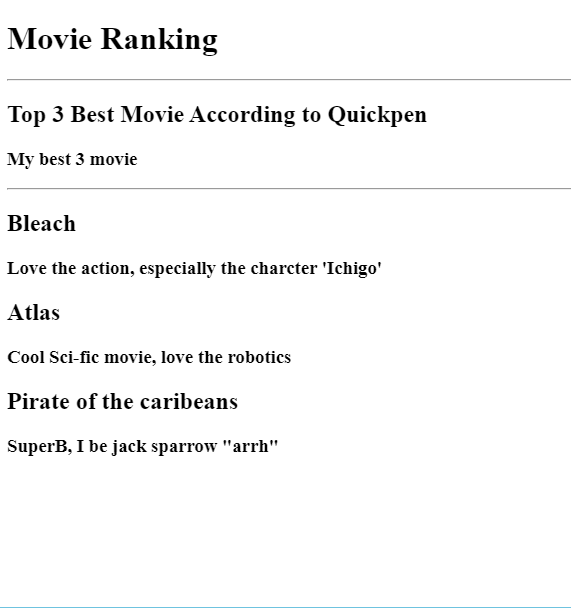 Movie Ranking
Top 3 Best Movie According to Quickpen
My best 3 movie
Bleach
Love the action, especially the charcter 'Ichigo'
Atlas
Cool Sci-fic movie, love the robotics
Pirate of the caribeans
SuperB, I be jack sparrow "arrh"